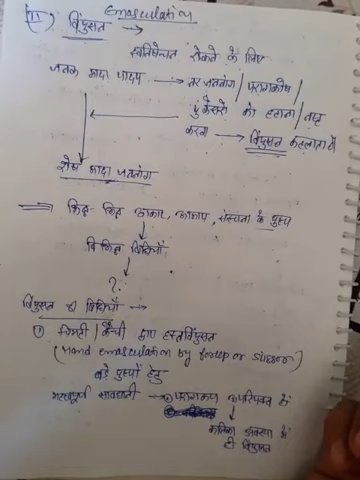 Emasculation
(II) विपुंसन →
स्वनिषेचन रोकने के लिए
जनक मादा पादप → नर जननांग / परागकोष /
पुंकेसरों को हटाना / नष्ट
करना → विपुंसन कहलाता है
शेष मादा जननांग
⇒ भिन्न भिन्न आकार, संरचना के पुष्प
विभिन्न विधियाँ
?
विपुंसन की विधियाँ →
① चिमटी / कैंची द्वारा हस्तविपुंसन
(Hand emasculation by forcep or scissor)
बड़े पुष्पों हेतु
महत्वपूर्ण सावधानी → ① परागकण अपरिपक्व हो
कलिका अवस्था में
ही विपुंसन